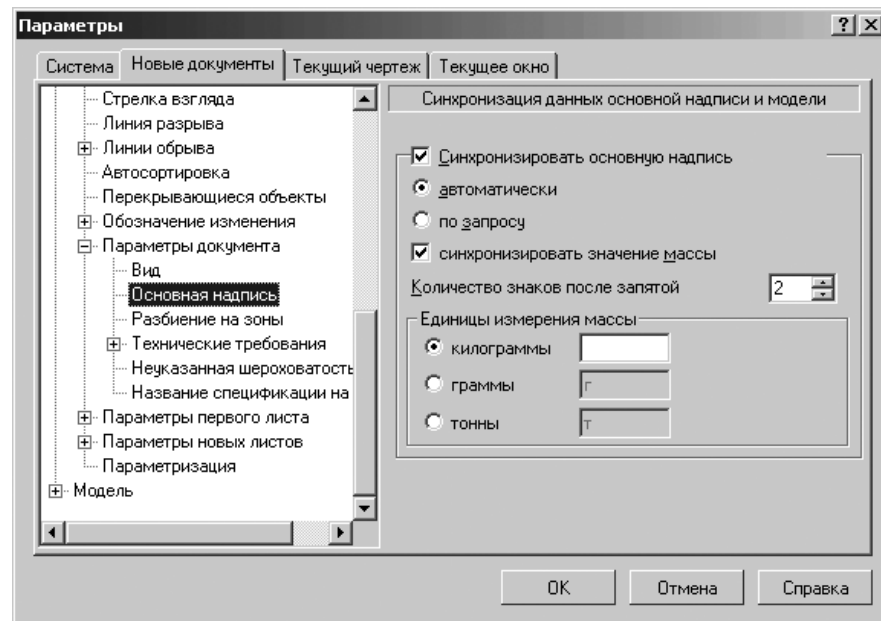 Параметры
Система
Новые документы
Текущий чертеж
Текущее окно
Стрелка взгляда
Линия разрыва
Линии обрыва
Автосортировка
Перекрывающиеся объекты
Обозначение изменения
Параметры документа
Вид
Основная надпись
Разбиение на зоны
Технические требования
Неуказанная шероховатость
Название спецификации на
Параметры первого листа
Параметры новых листов
Параметризация
Модель
Синхронизация данных основной надписи и модели
Синхронизировать основную надпись
автоматически
по запросу
синхронизировать значение массы
Количество знаков после запятой 2
Единицы измерения массы
килограммы
граммы г
тонны т
OK Отмена Справка